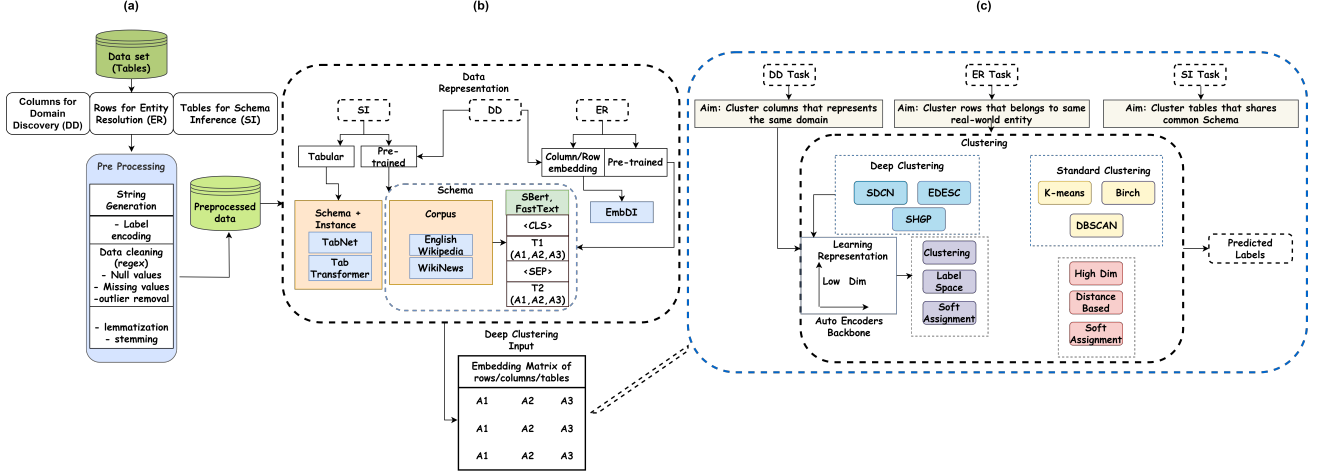 (a)
(b)
(c)
Data set
(Tables)
Columns for
Domain
Discovery (DD)
Rows for Entity
Resolution (ER)
Tables for Schema
Inference (SI)
Pre Processing
String
Generation
- Label
encoding
Data cleaning
(regex)
- Null values
- Missing values
-outlier removal
- lemmatization
- stemming
Preprocessed
data
Data
Representation
SI
DD
ER
Tabular
Pre-
trained
Column/Row
embedding
Pre-trained
Schema +
Instance
TabNet
Tab
Transformer
Schema
Corpus
English
Wikipedia
WikiNews
SBert,
FastText
<CLS>
T1
(A1,A2,A3)
<SEP>
T2
(A1,A2,A3)
EmbDI
Deep Clustering
Input
Embedding Matrix of
rows/columns/tables
A1 A2 A3
A1 A2 A3
A1 A2 A3
DD Task
ER Task
SI Task
Aim: Cluster columns that represents
the same domain
Aim: Cluster rows that belongs to same
real-world entity
Aim: Cluster tables that shares
common Schema
Clustering
Deep Clustering
SDCN
EDESC
SHGP
Standard Clustering
K-means
Birch
DBSCAN
Learning
Representation
Low Dim
Auto Encoders
Backbone
Clustering
Label
Space
Soft
Assignment
High Dim
Distance
Based
Soft
Assignment
Predicted
Labels